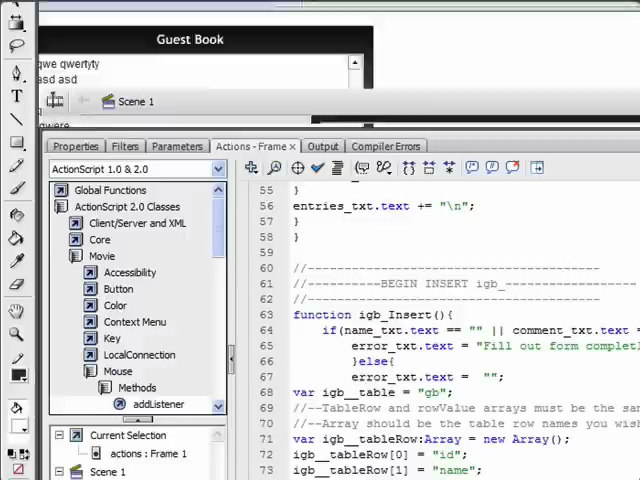 Guest Book
qwe qwertyty
asd asd
q
Scene 1
Properties Filters Parameters Actions - Frame × Output Compiler Errors
ActionScript 1.0 & 2.0
Global Functions
ActionScript 2.0 Classes
Client/Server and XML
Core
Movie
Accessibility
Button
Color
Context Menu
Key
LocalConnection
Mouse
Methods
addListener
Current Selection
actions : Frame 1
Scene 1
55 }
56 entries_txt.text += "\n";
57 }
58 }
59
60 //--------------------------------------------------
61 //-----------BEGIN INSERT igb_------------------
62 //--------------------------------------------------
63 function igb_Insert(){
64 if(name_txt.text == "" || comment_txt.text =
65 error_txt.text = "Fill out form complet
66 }else{
67 error_txt.text = "";
68 var igb__table = "gb";
69 //--TableRow and rowValue arrays must be the sa
70 //--Array should be the table row names you wis
71 var igb__tableRow:Array = new Array();
72 igb__tableRow[0] = "id";
73 igb__tableRow[1] = "name";